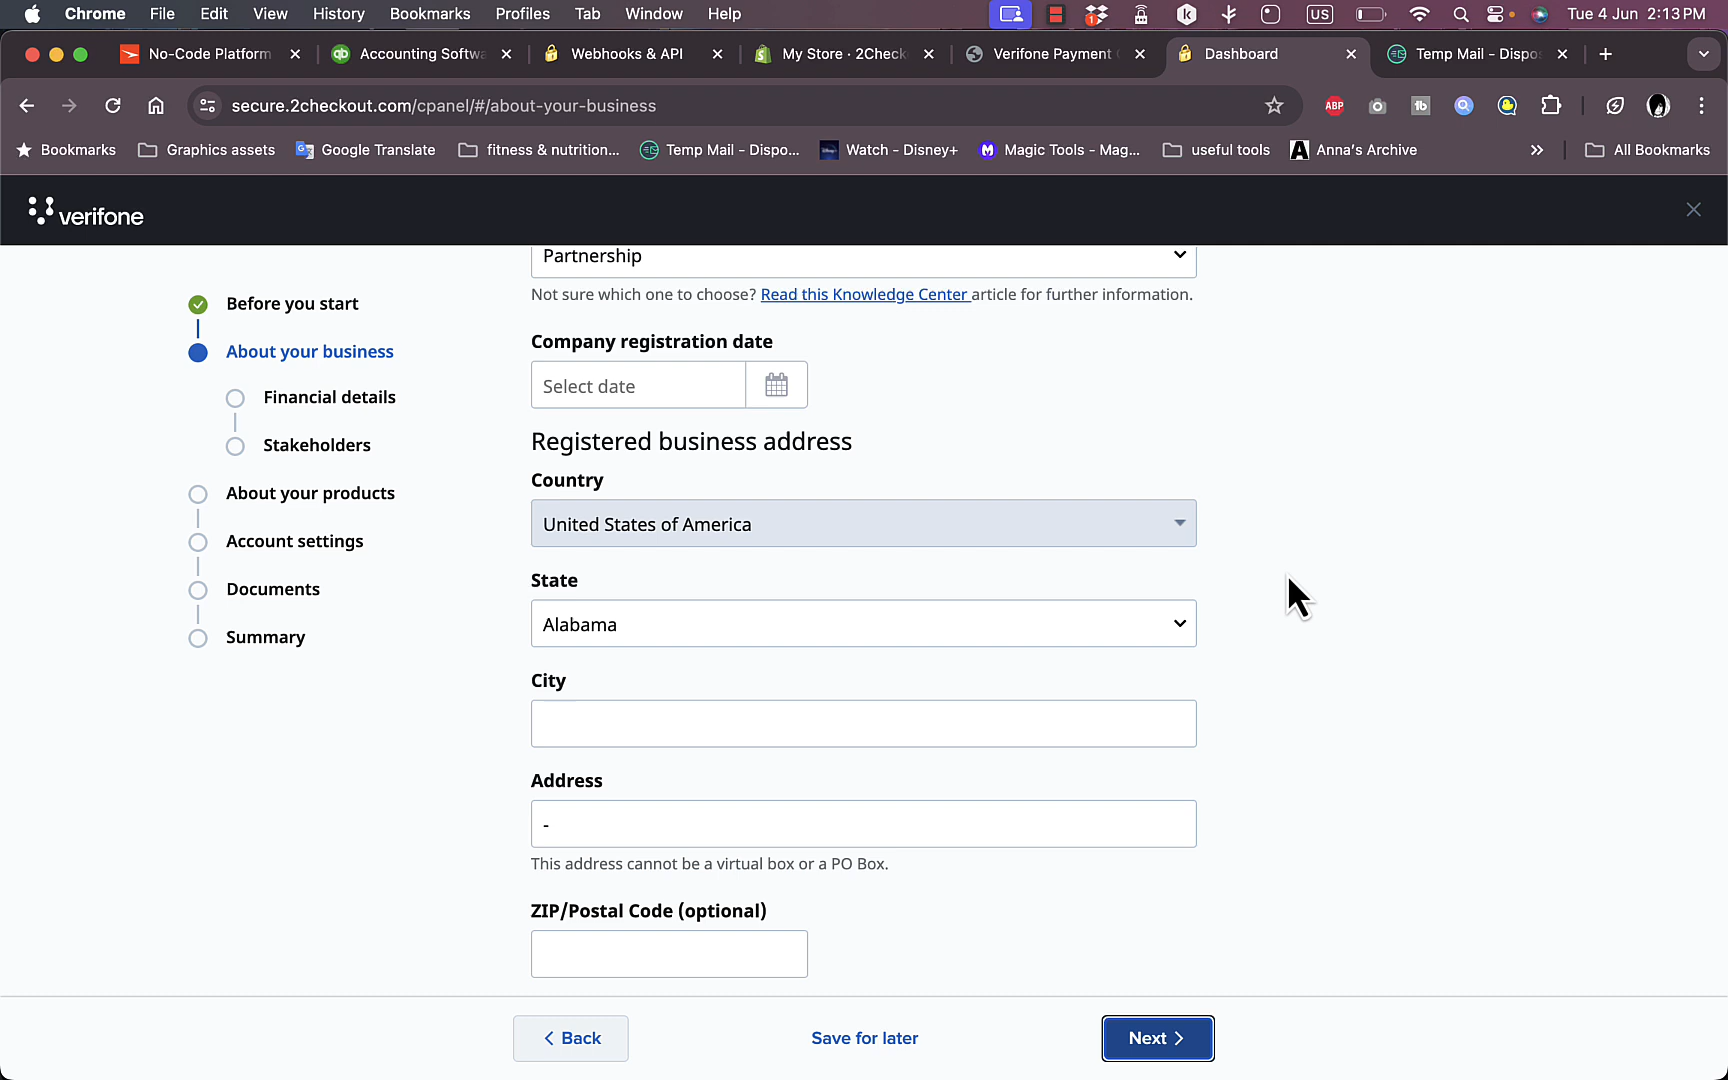 Chrome File Edit View History Bookmarks Profiles Tab Window Help US Tue 4 Jun 2:13 PM
No-Code Platform Accounting Softwa Webhooks & API My Store · 2Check Verifone Payment Dashboard Temp Mail - Dispos
secure.2checkout.com/cpanel/#/about-your-business ABP tb
Bookmarks Graphics assets Google Translate fitness & nutrition... Temp Mail - Dispo... Watch - Disney+ Magic Tools - Mag... useful tools Anna's Archive » All Bookmarks
verifone
Before you start
About your business
Financial details
Stakeholders
About your products
Account settings
Documents
Summary
Partnership
Not sure which one to choose? Read this Knowledge Center article for further information.
Company registration date
Select date
Registered business address
Country
United States of America
State
Alabama
City
Address
-
This address cannot be a virtual box or a PO Box.
ZIP/Postal Code (optional)
Back Save for later Next